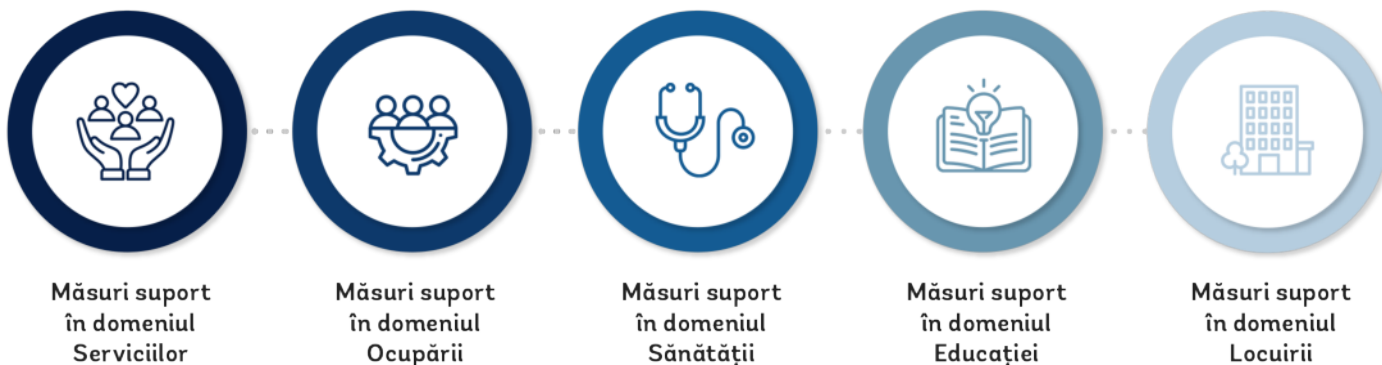 Măsuri suport
în domeniul
Serviciilor
Măsuri suport
în domeniul
Ocupării
Măsuri suport
în domeniul
Sănătății
Măsuri suport
în domeniul
Educației
Măsuri suport
în domeniul
Locuirii